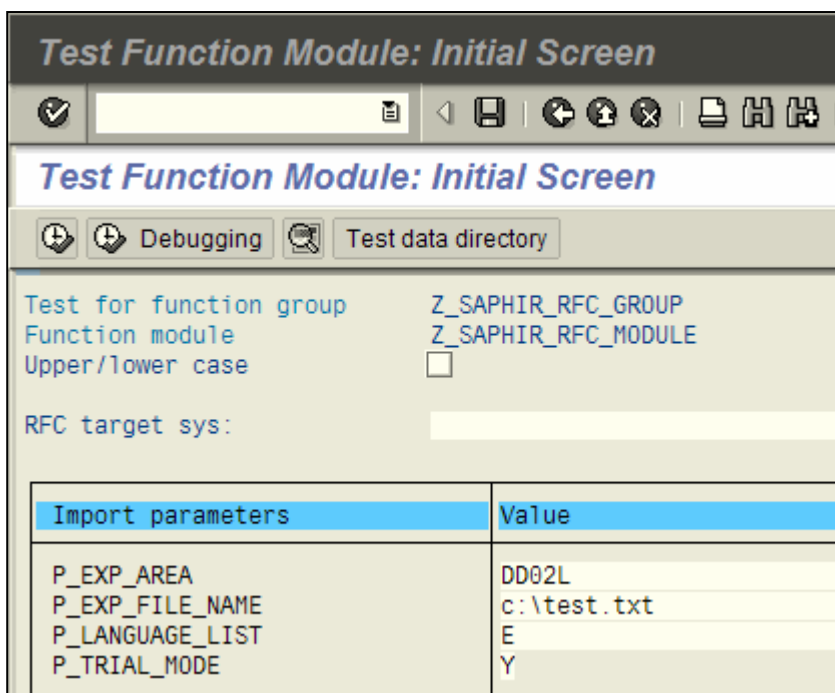 Test Function Module: Initial Screen
Test Function Module: Initial Screen
Debugging Test data directory
Test for function group Z_SAPHIR_RFC_GROUP
Function module Z_SAPHIR_RFC_MODULE
Upper/lower case
RFC target sys:
Import parameters Value
P_EXP_AREA DD02L
P_EXP_FILE_NAME c:\test.txt
P_LANGUAGE_LIST E
P_TRIAL_MODE Y